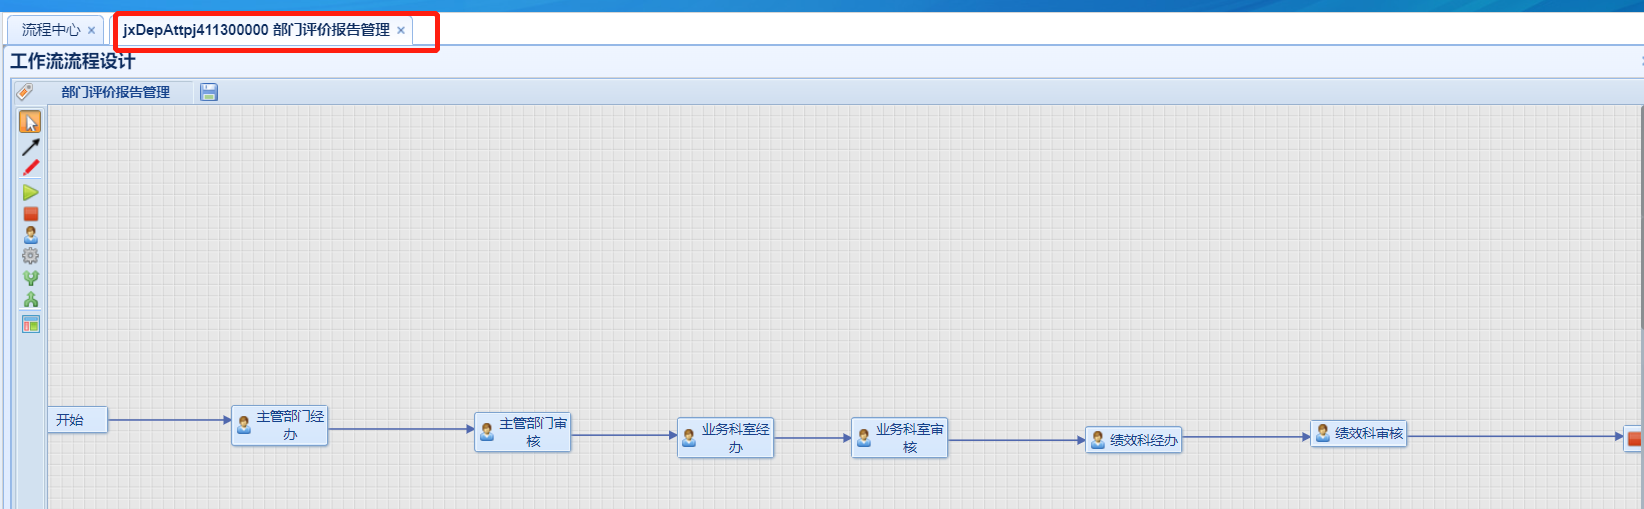 流程中心
jxDepAttpj411300000 部门评价报告管理
工作流流程设计
部门评价报告管理
开始
主管部门经
办
主管部门审
核
业务科室经
办
业务科室审
核
绩效科经办
绩效科审核